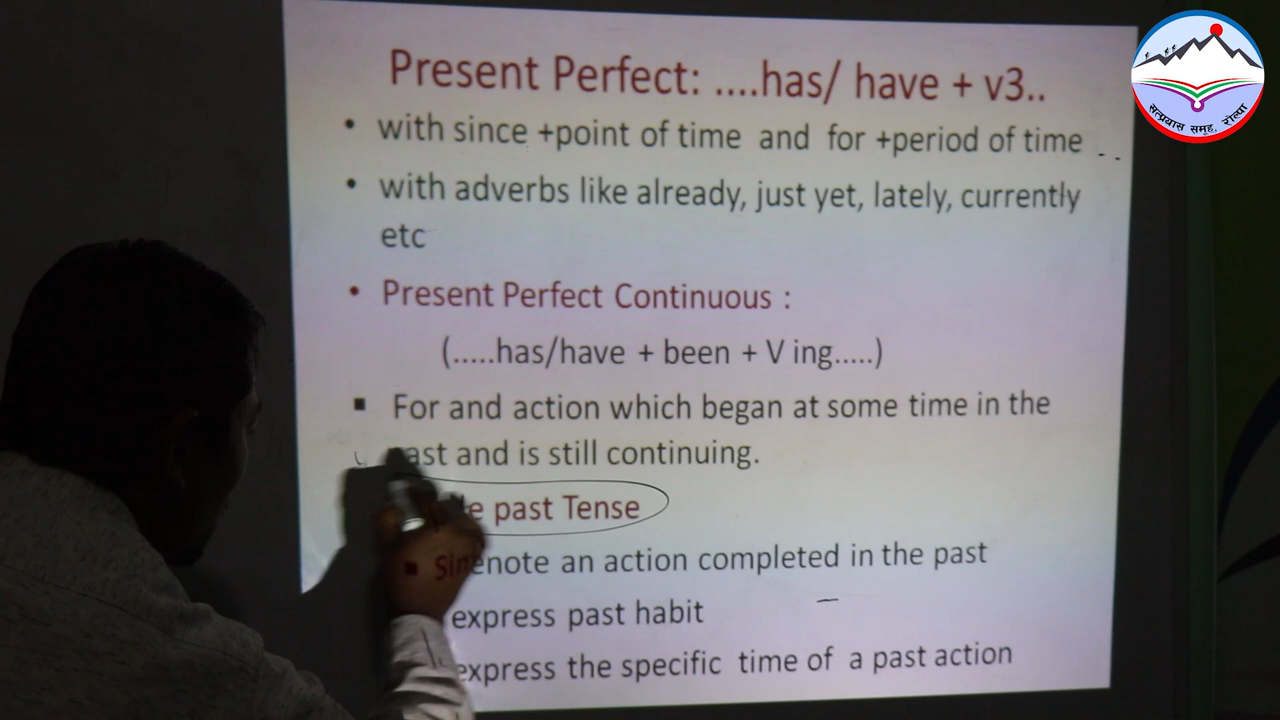 Present Perfect: ....has/ have + v3..
• with since +point of time and for +period of time
• with adverbs like already, just yet, lately, currently
etc
• Present Perfect Continuous :
(.....has/have + been + V ing.....)
▪ For and action which began at some time in the
and is still continuing.
past Tense
an action completed in the past
express past habit
express the specific time of a past action
सत्प्रयास समूह, रोल्पा